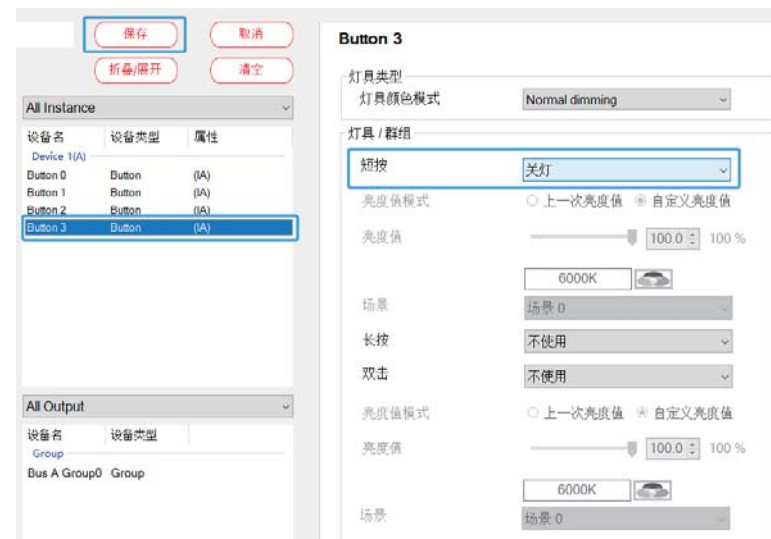 保存
取消
折叠/展开
清空
All Instance
设备名 设备类型 属性
Device 1(A)
Button 0 Button (IA)
Button 1 Button (IA)
Button 2 Button (IA)
Button 3 Button (IA)
All Output
设备名 设备类型
Group
Bus A Group0 Group
Button 3
灯具类型
灯具颜色模式 Normal dimming
灯具 / 群组
短按 关灯
亮度值模式 上一次亮度值 自定义亮度值
亮度值 100.0 100 %
6000K
场景 场景 0
长按 不使用
双击 不使用
亮度值模式 上一次亮度值 自定义亮度值
亮度值 100.0 100 %
6000K
场景 场景 0